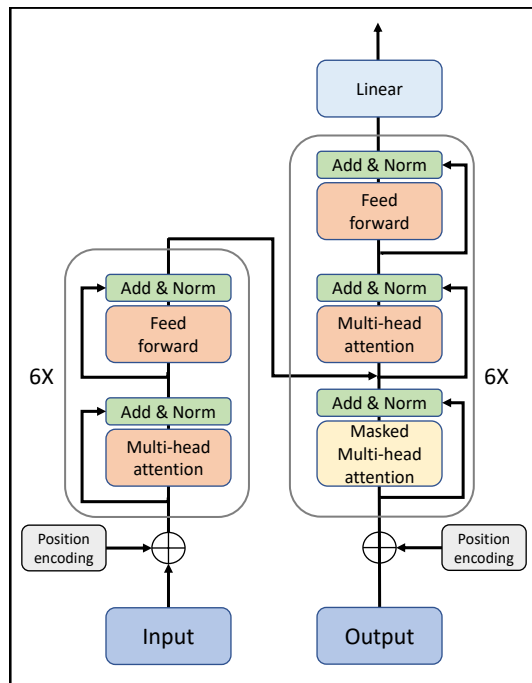 Linear
Add & Norm
Feed
forward
Add & Norm
Multi-head
attention
Add & Norm
Masked
Multi-head
attention
6X
Position
encoding
Output
Add & Norm
Feed
forward
Add & Norm
Multi-head
attention
6X
Position
encoding
Input